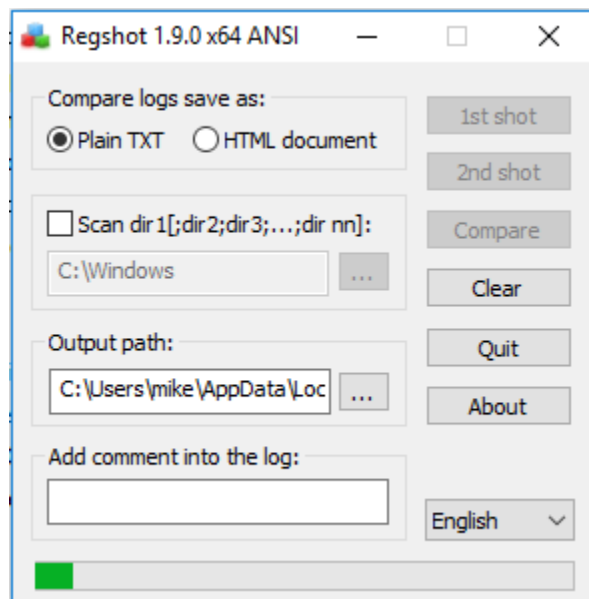 Regshot 1.9.0 x64 ANSI
Compare logs save as:
Plain TXT HTML document
1st shot
2nd shot
Scan dir1[;dir2;dir3;...;dir nn]:
C:\Windows
...
Compare
Clear
Output path:
C:\Users\mike\AppData\Loc
...
Quit
About
Add comment into the log:
English